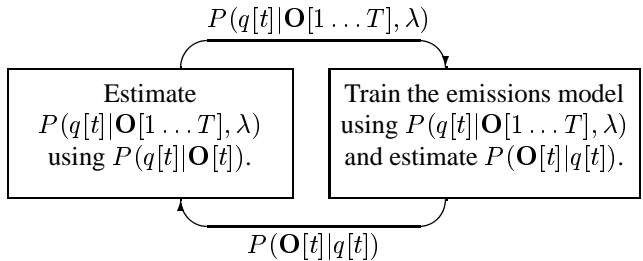 P(q[t]|O[1...T],λ)
Estimate
P(q[t]|O[1...T],λ)
using P(q[t]|O[t]).
Train the emissions model
using P(q[t]|O[1...T],λ)
and estimate P(O[t]|q[t]).
P(O[t]|q[t])